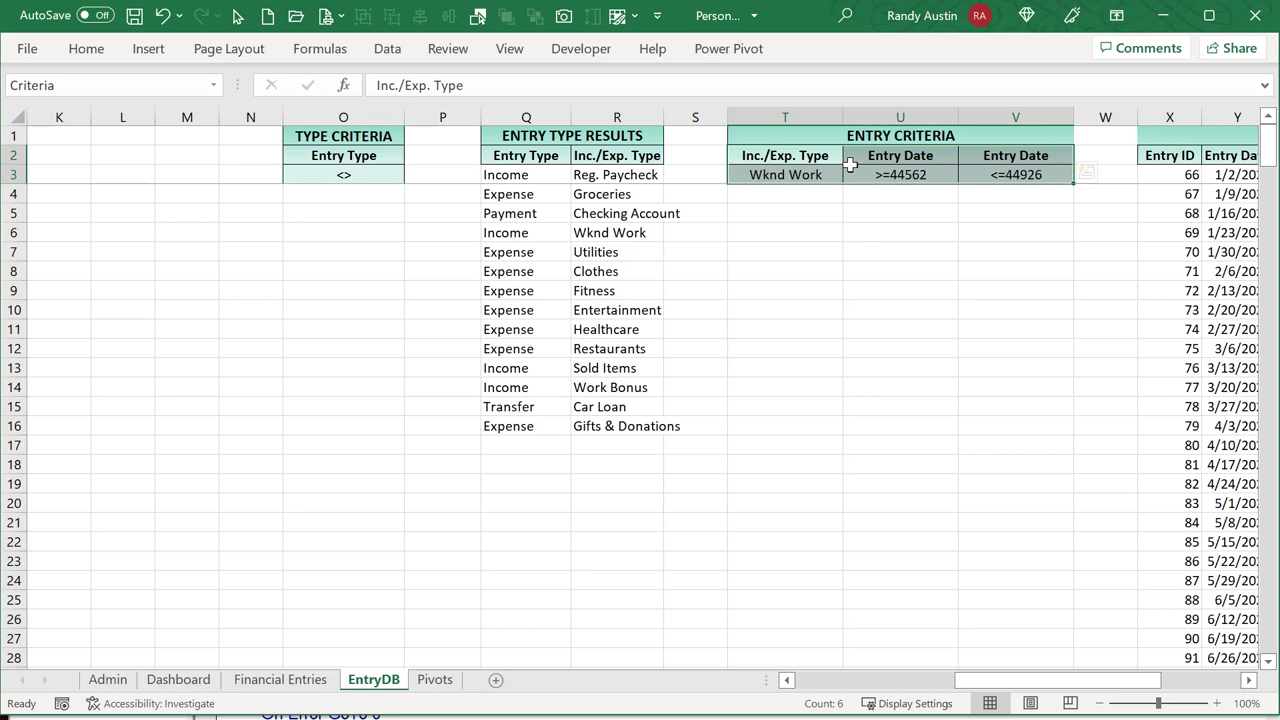 AutoSave Off Person... Randy Austin RA
File Home Insert Page Layout Formulas Data Review View Developer Help Power Pivot Comments Share
Criteria fx Inc./Exp. Type
K L M N O P Q R S T U V W X Y
1 TYPE CRITERIA ENTRY TYPE RESULTS ENTRY CRITERIA
2 Entry Type Entry Type Inc./Exp. Type Inc./Exp. Type Entry Date Entry Date Entry ID Entry Da
3 <> Income Reg. Paycheck Wknd Work >=44562 <=44926 66 1/2/20
4 Expense Groceries 67 1/9/20
5 Payment Checking Account 68 1/16/20
6 Income Wknd Work 69 1/23/20
7 Expense Utilities 70 1/30/20
8 Expense Clothes 71 2/6/20
9 Expense Fitness 72 2/13/20
10 Expense Entertainment 73 2/20/20
11 Expense Healthcare 74 2/27/20
12 Expense Restaurants 75 3/6/20
13 Income Sold Items 76 3/13/20
14 Income Work Bonus 77 3/20/20
15 Transfer Car Loan 78 3/27/20
16 Expense Gifts & Donations 79 4/3/20
17 80 4/10/20
18 81 4/17/20
19 82 4/24/20
20 83 5/1/20
21 84 5/8/20
22 85 5/15/20
23 86 5/22/20
24 87 5/29/20
25 88 6/5/20
26 89 6/12/20
27 90 6/19/20
28 91 6/26/20
Admin Dashboard Financial Entries EntryDB Pivots
Ready Accessibility: Investigate Count: 6 Display Settings 100%
On Error GoTo 0